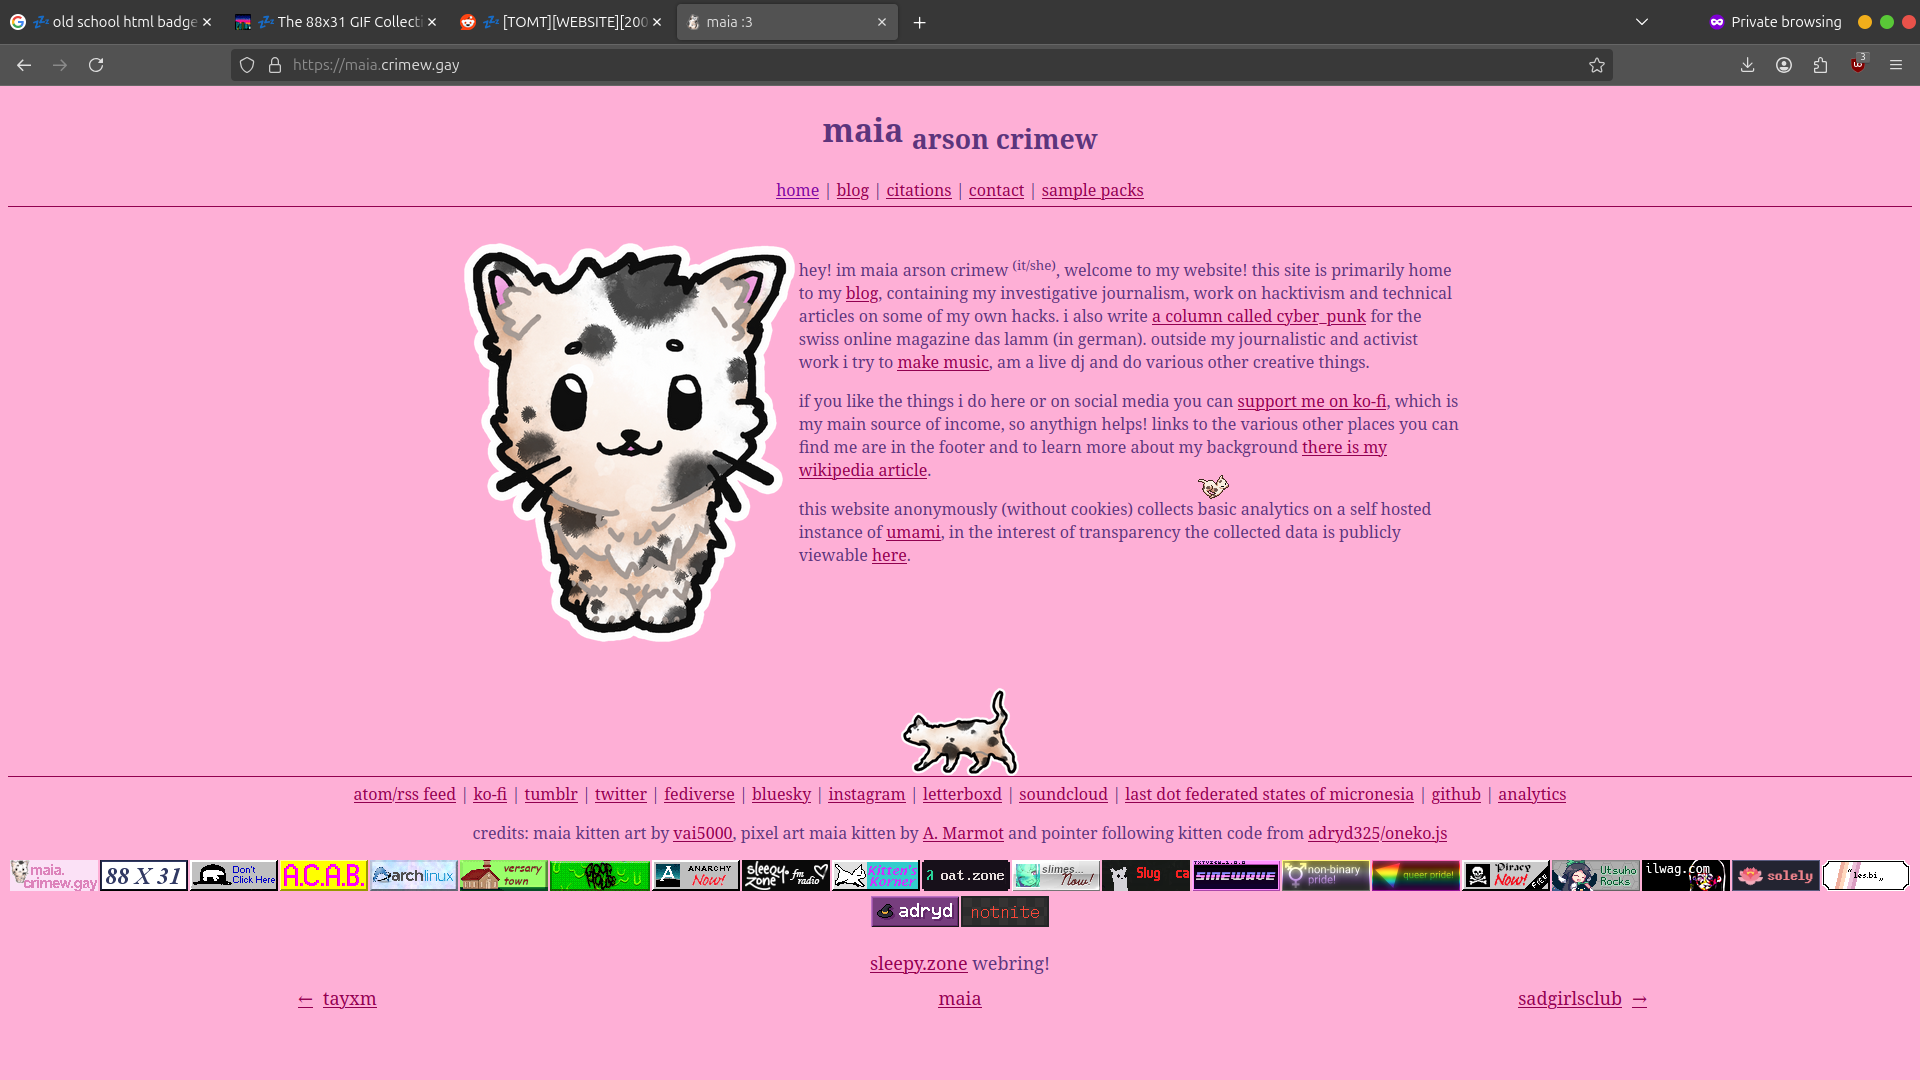 old school html badge
The 88x31 GIF Collecti
[TOMT][WEBSITE][200
maia :3
Private browsing
https://maia.crimew.gay
3
maia arson crimew
home | blog | citations | contact | sample packs
hey! im maia arson crimew (it/she), welcome to my website! this site is primarily home
to my blog, containing my investigative journalism, work on hacktivism and technical
articles on some of my own hacks. i also write a column called cyber_punk for the
swiss online magazine das lamm (in german). outside my journalistic and activist
work i try to make music, am a live dj and do various other creative things.
if you like the things i do here or on social media you can support me on ko-fi, which is
my main source of income, so anythign helps! links to the various other places you can
find me are in the footer and to learn more about my background there is my
wikipedia article.
this website anonymously (without cookies) collects basic analytics on a self hosted
instance of umami, in the interest of transparency the collected data is publicly
viewable here.
atom/rss feed | ko-fi | tumblr | twitter | fediverse | bluesky | instagram | letterboxd | soundcloud | last dot federated states of micronesia | github | analytics
credits: maia kitten art by vai5000, pixel art maia kitten by A. Marmot and pointer following kitten code from adryd325/oneko.js
maia. crimew.gay
88 X 31
Don't Click Here
A.C.A.B.
archlinux
versary town
ANARCHY Now!
sleepy zone fm radio
Kitten's Korner
oat.zone
slimes... Now!
Slug ca
SINEWAVE
non-binary pride!
queer pride!
Piracy Now! FREE
Utsuho Rocks
ilwag.com
solely
"les.bi"
adryd
notnite
sleepy.zone webring!
← tayxm
maia
sadgirlsclub →